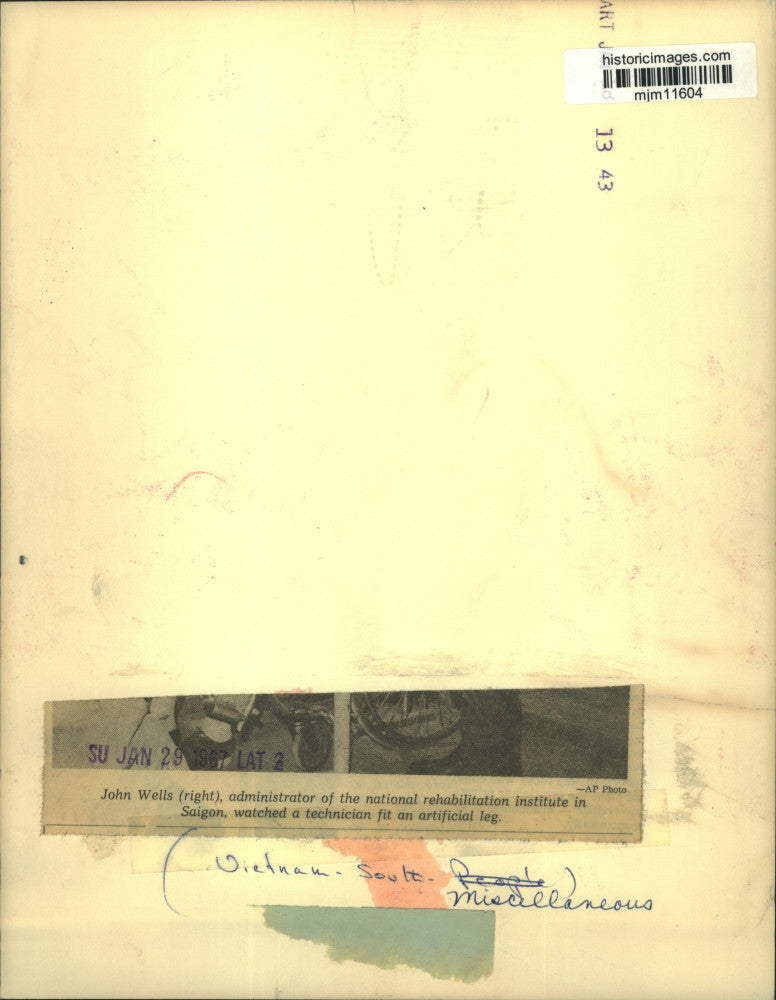 historicimages.com
mjm11604
ART
13 43
SU JAN 29 1967 LAT 2
—AP Photo
John Wells (right), administrator of the national rehabilitation institute in
Saigon, watched a technician fit an artificial leg.
(Vietnam - South - People)
Miscellaneous